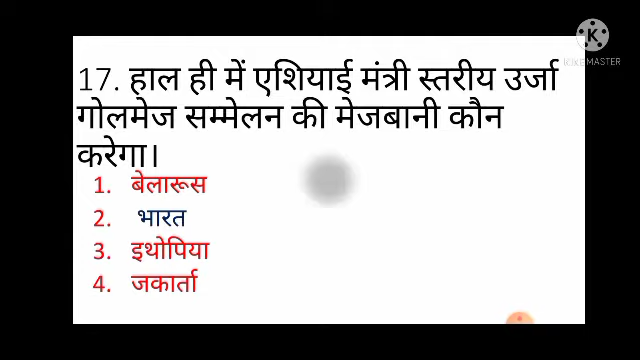 17. हाल ही में एशियाई मंत्री स्तरीय उर्जा
गोलमेज सम्मेलन की मेजबानी कौन
करेगा।
1. बेलारूस
2. भारत
3. इथोपिया
4. जकार्ता
KINEMASTER